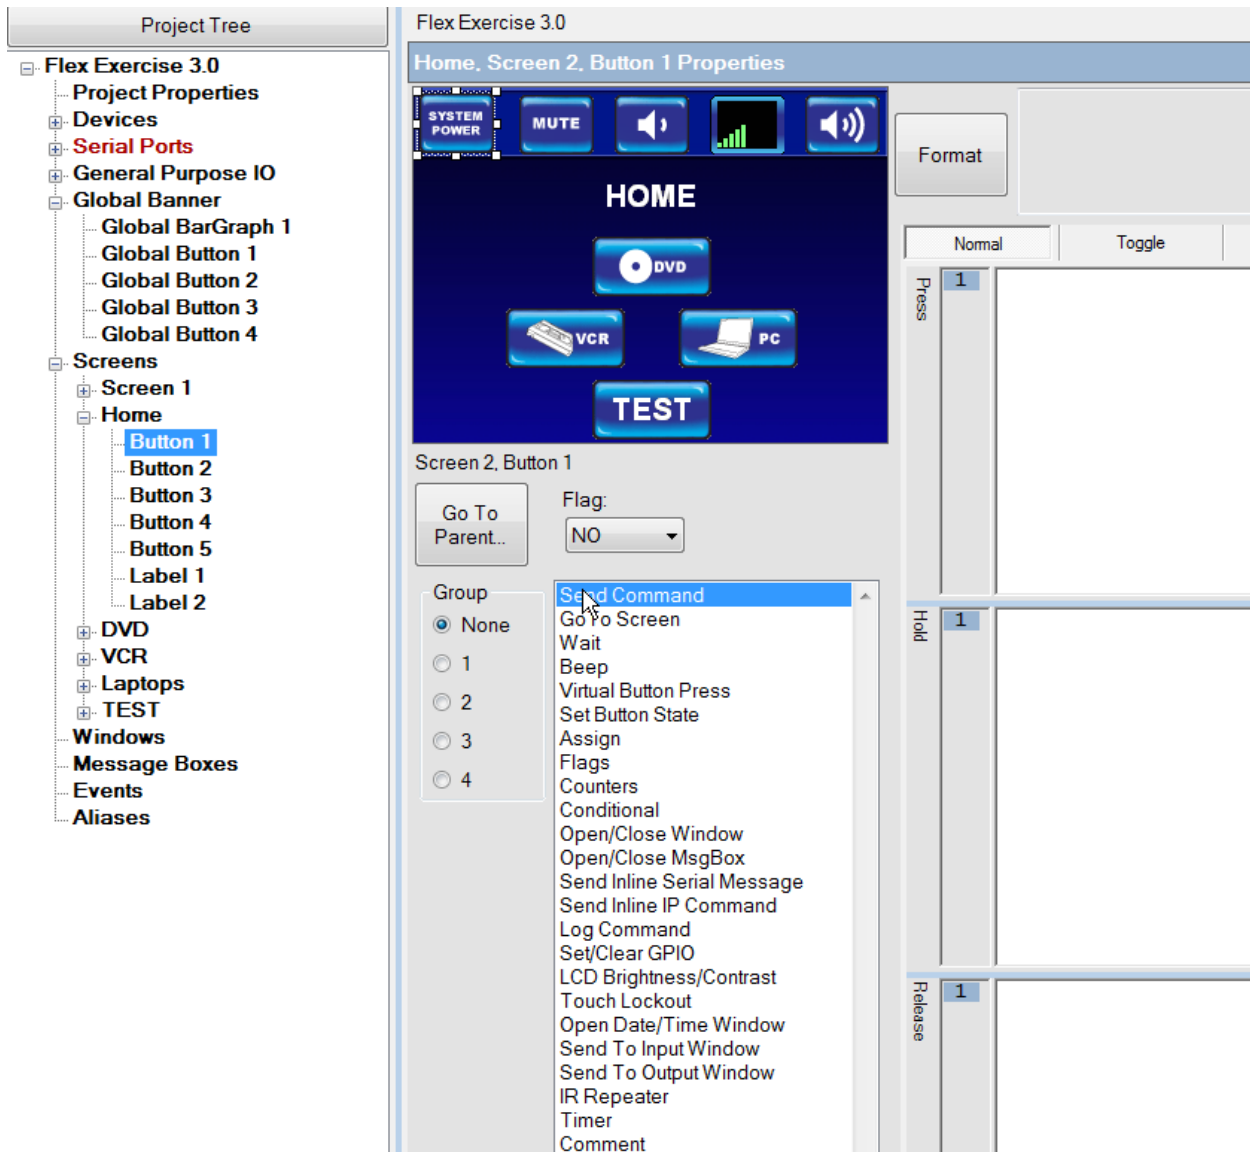 Project Tree
Flex Exercise 3.0
Project Properties
Devices
Serial Ports
General Purpose IO
Global Banner
Global BarGraph 1
Global Button 1
Global Button 2
Global Button 3
Global Button 4
Screens
Screen 1
Home
Button 1
Button 2
Button 3
Button 4
Button 5
Label 1
Label 2
DVD
VCR
Laptops
TEST
Windows
Message Boxes
Events
Aliases
Flex Exercise 3.0
Home, Screen 2, Button 1 Properties
SYSTEM
POWER
MUTE
HOME
DVD
VCR
PC
TEST
Screen 2, Button 1
Go To
Parent...
Flag:
NO
Group
None
1
2
3
4
Send Command
Go To Screen
Wait
Beep
Virtual Button Press
Set Button State
Assign
Flags
Counters
Conditional
Open/Close Window
Open/Close MsgBox
Send Inline Serial Message
Send Inline IP Command
Log Command
Set/Clear GPIO
LCD Brightness/Contrast
Touch Lockout
Open Date/Time Window
Send To Input Window
Send To Output Window
IR Repeater
Timer
Comment
Format
Normal
Toggle
Press
1
Hold
1
Release
1